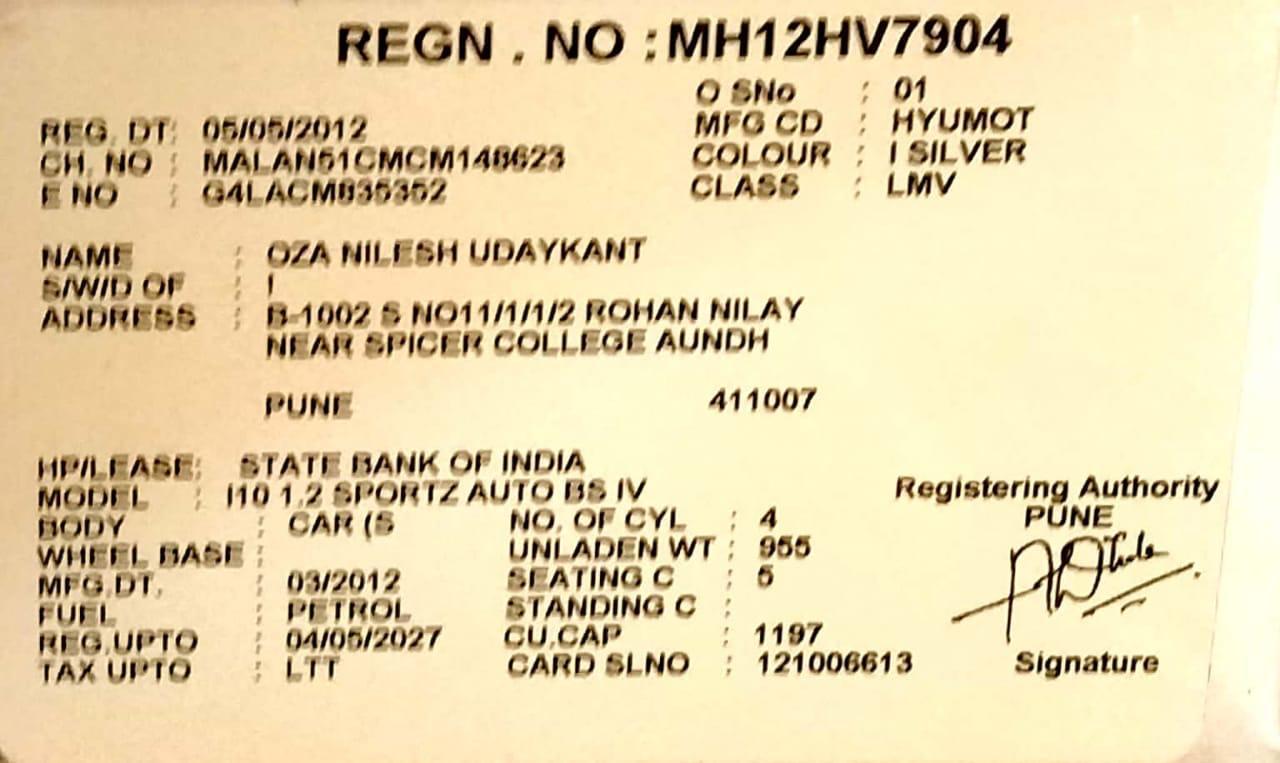 REGN . NO : MH12HV7904
O SNo : 01
REG. DT: 05/05/2012 MFG CD : HYUMOT
CH. NO : MALAN51CMCM148623 COLOUR : I SILVER
E NO : G4LACM835352 CLASS : LMV
NAME : OZA NILESH UDAYKANT
S/W/D OF : I
ADDRESS : B-1002 S NO11/1/1/2 ROHAN NILAY
NEAR SPICER COLLEGE AUNDH
PUNE 411007
HP/LEASE: STATE BANK OF INDIA
MODEL : I10 1.2 SPORTZ AUTO BS IV
BODY : CAR (S NO. OF CYL : 4
WHEEL BASE : UNLADEN WT : 955
MFG.DT. : 03/2012 SEATING C : 5
FUEL : PETROL STANDING C :
REG.UPTO : 04/05/2027 CU.CAP : 1197
TAX UPTO : LTT CARD SLNO : 121006613
Registering Authority
PUNE
Signature